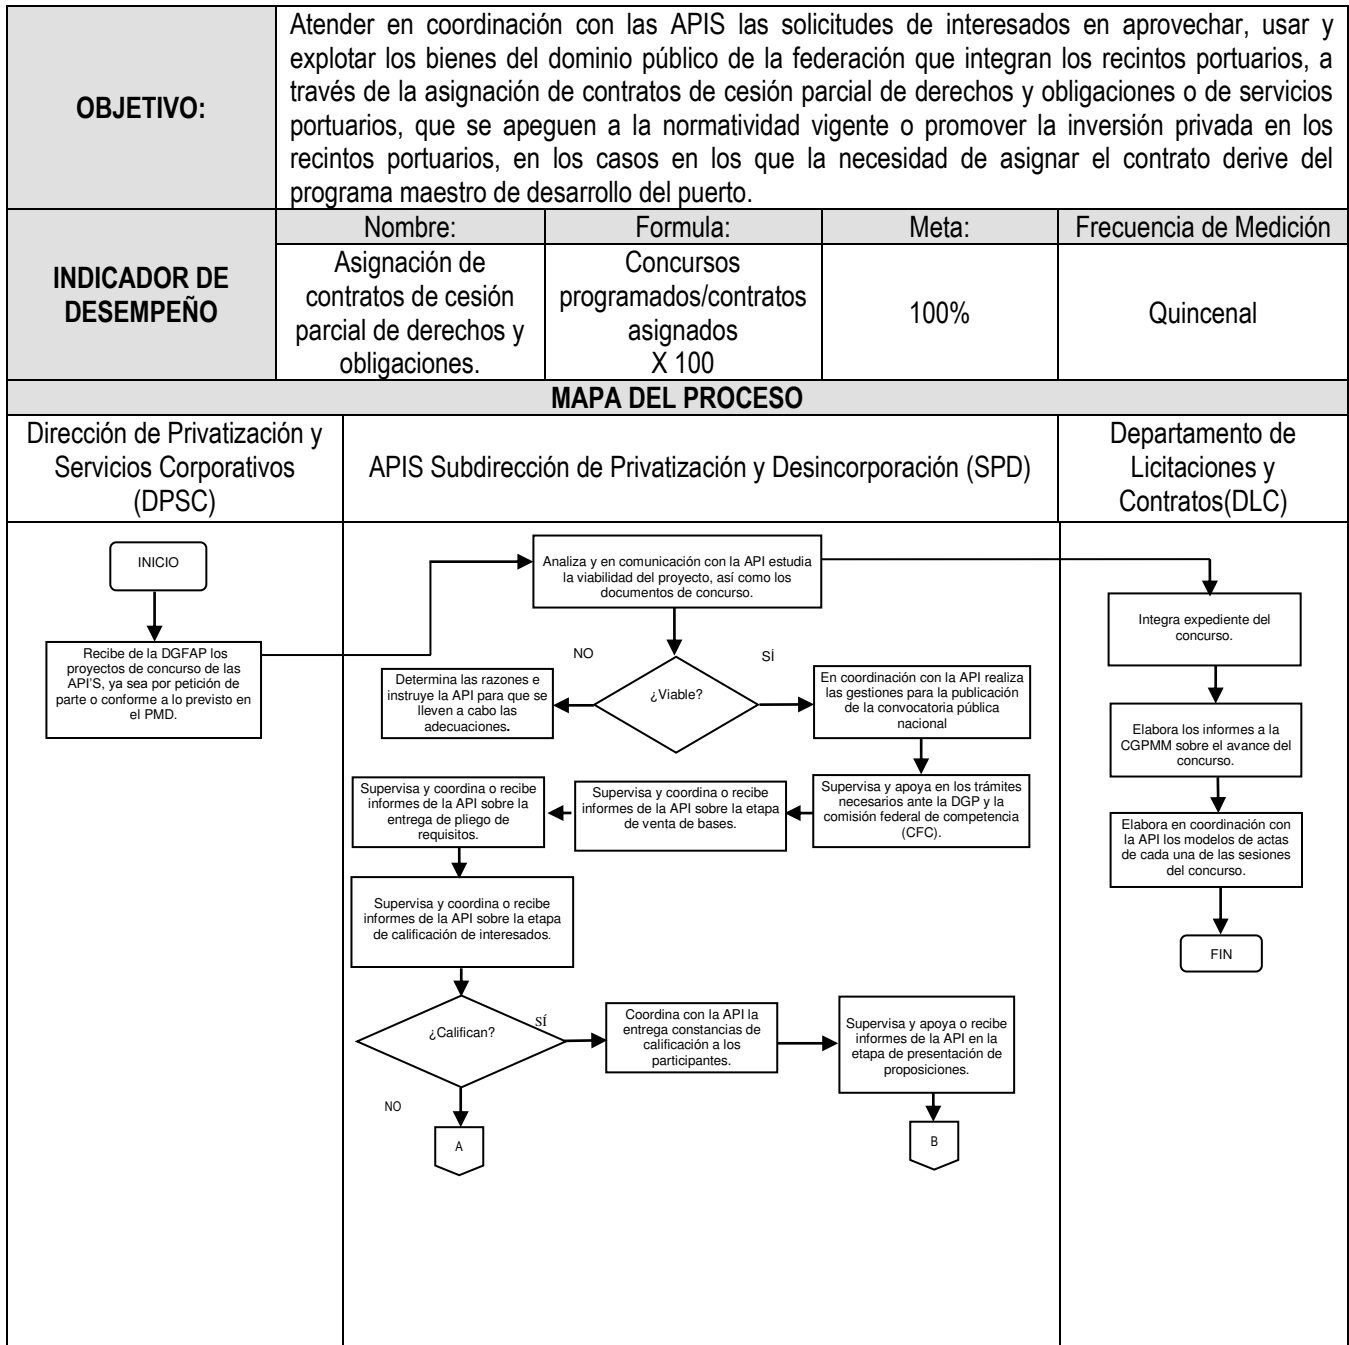 OBJETIVO:
Atender en coordinación con las APIS las solicitudes de interesados en aprovechar, usar y
explotar los bienes del dominio público de la federación que integran los recintos portuarios, a
través de la asignación de contratos de cesión parcial de derechos y obligaciones o de servicios
portuarios, que se apeguen a la normatividad vigente o promover la inversión privada en los
recintos portuarios, en los casos en los que la necesidad de asignar el contrato derive del
programa maestro de desarrollo del puerto.
INDICADOR DE
DESEMPEÑO
Nombre:
Formula:
Meta:
Frecuencia de Medición
Asignación de
contratos de cesión
parcial de derechos y
obligaciones.
Concursos
programados/contratos
asignados
X 100
100%
Quincenal
MAPA DEL PROCESO
Dirección de Privatización y
Servicios Corporativos
(DPSC)
APIS Subdirección de Privatización y Desincorporación (SPD)
Departamento de
Licitaciones y
Contratos(DLC)
INICIO
Recibe de la DGFAP los
proyectos de concurso de las
API'S, ya sea por petición de
parte o conforme a lo previsto en
el PMD.
Analiza y en comunicación con la API estudia
la viabilidad del proyecto, así como los
documentos de concurso.
¿Viable?
NO
SÍ
Determina las razones e
instruye la API para que se
lleven a cabo las
adecuaciones.
En coordinación con la API realiza
las gestiones para la publicación
de la convocatoria pública
nacional
Supervisa y apoya en los trámites
necesarios ante la DGP y la
comisión federal de competencia
(CFC).
Supervisa y coordina o recibe
informes de la API sobre la etapa
de venta de bases.
Supervisa y coordina o recibe
informes de la API sobre la
entrega de pliego de
requisitos.
Supervisa y coordina o recibe
informes de la API sobre la etapa
de calificación de interesados.
¿Califican?
SÍ
NO
A
Coordina con la API la
entrega constancias de
calificación a los
participantes.
Supervisa y apoya o recibe
informes de la API en la
etapa de presentación de
proposiciones.
B
Integra expediente del
concurso.
Elabora los informes a la
CGPMM sobre el avance del
concurso.
Elabora en coordinación con
la API los modelos de actas
de cada una de las sesiones
del concurso.
FIN